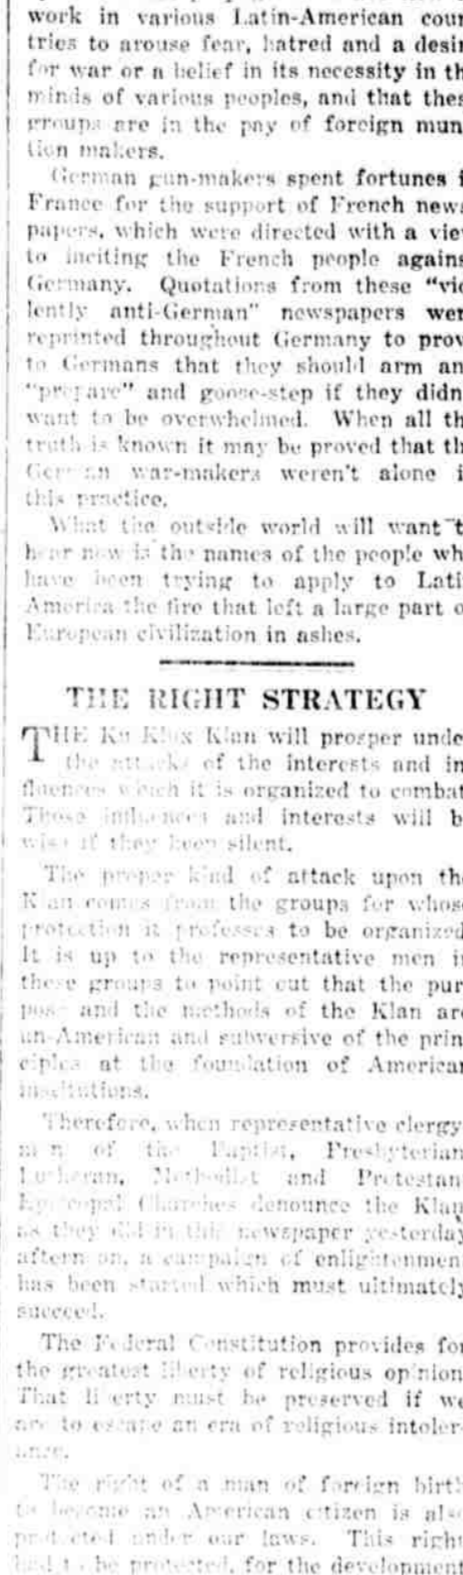 work in various Latin-American coun
tries to arouse fear, hatred and a desir
for war or a belief in its necessity in th
minds of various peoples, and that thes
groups are in the pay of foreign muni
tion makers.
German gun-makers spent fortunes i
France for the support of French news
papers, which were directed with a vie
to inciting the French people agains
Germany. Quotations from these "vio
lently anti-German" newspapers wer
reprinted throughout Germany to prov
to Germans that they should arm an
"prepare" and goose-step if they didn
want to be overwhelmed. When all th
truth is known it may be proved that th
German war-makers weren't alone i
this practice.
What the outside world will want t
hear now is the names of the people wh
have been trying to apply to Lati
America the fire that left a large part o
European civilization in ashes.
THE RIGHT STRATEGY
THE Ku Klux Klan will prosper unde
the attacks of the interests and in
fluences which it is organized to combat
Those influences and interests will b
wise if they keep silent.
The proper kind of attack upon th
Klan comes from the groups for whos
protection it professes to be organized
It is up to the representative men i
these groups to point out that the pur
pose and the methods of the Klan are
un-American and subversive of the prin
ciples at the foundation of American
institutions.
Therefore, when representative clergy
men of the Baptist, Presbyterian
Lutheran, Methodist and Protestan
Episcopal Churches denounce the Klan
as they did in this newspaper yesterday
afternoon, a campaign of enlightenmen
has been started which must ultimately
succeed.
The Federal Constitution provides for
the greatest liberty of religious opinion
That liberty must be preserved if we
are to escape an era of religious intoler
ance.
The right of a man of foreign birth
to become an American citizen is also
protected under our laws. This right
had to be protected, for the development